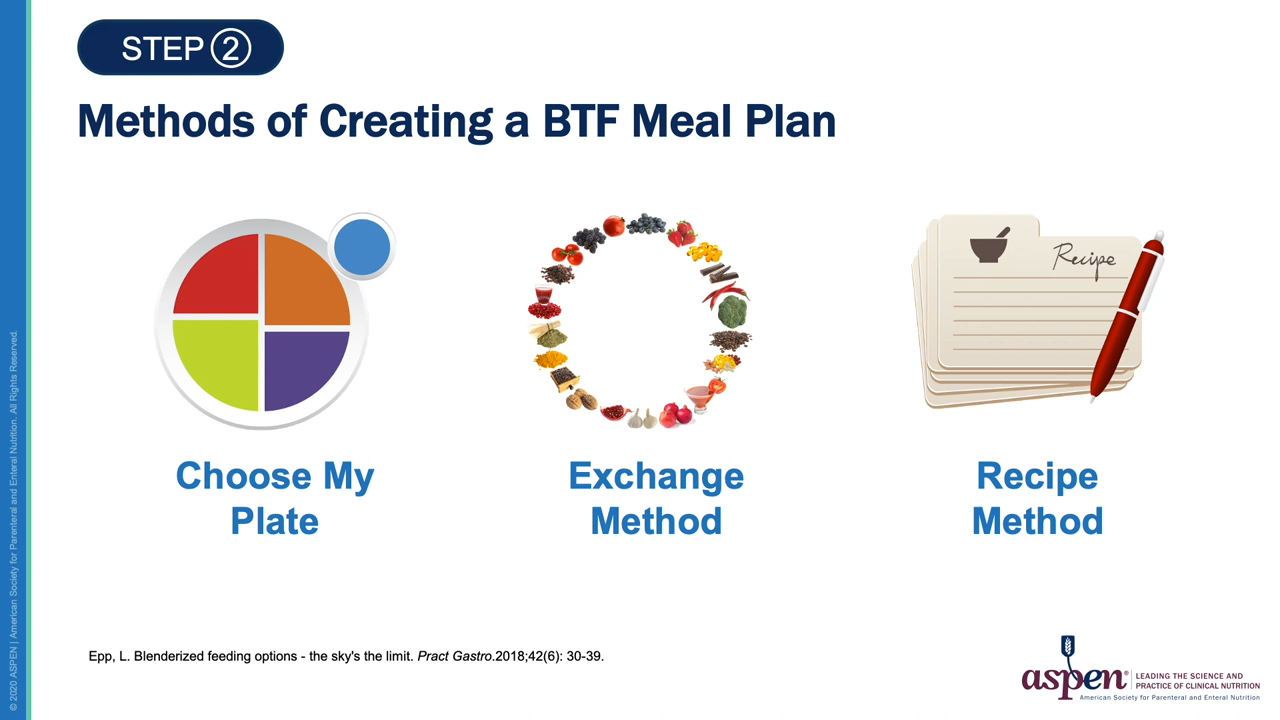 STEP 2
Methods of Creating a BTF Meal Plan
Recipe
Choose My
Plate
Exchange
Method
Recipe
Method
Epp, L. Blenderized feeding options - the sky's the limit. Pract Gastro.2018;42(6): 30-39.
aspen® LEADING THE SCIENCE AND
PRACTICE OF CLINICAL NUTRITION
American Society for Parenteral and Enteral Nutrition
© 2020 ASPEN | American Society for Parenteral and Enteral Nutrition. All Rights Reserved.